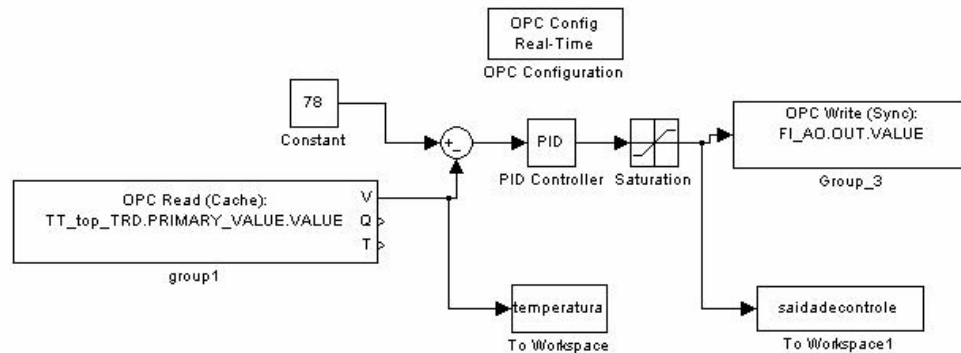 OPC Config
Real-Time
OPC Configuration
78
Constant
+
-
PID
PID Controller
Saturation
OPC Write (Sync):
FI_AO.OUT.VALUE
Group_3
OPC Read (Cache):
TT_top_TRD.PRIMARY_VALUE.VALUE
V
Q
T
group1
temperatura
To Workspace
saidadecontrole
To Workspace1